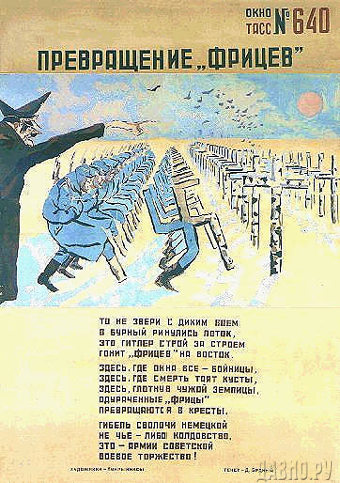 ОКНО
ТАСС № 640
ПРЕВРАЩЕНИЕ „ФРИЦЕВ"
ТО НЕ ЗВЕРИ С ДИКИМ ВОЕМ
В БУРНЫЙ РИНУЛИСЬ ПОТОК,
ЭТО ГИТЛЕР СТРОЙ ЗА СТРОЕМ
ГОНИТ „ФРИЦЕВ" НА ВОСТОК.
ЗДЕСЬ, ГДЕ ОКНА ВСЕ – БОЙНИЦЫ,
ЗДЕСЬ, ГДЕ СМЕРТЬ ТОЯТ КУСТЫ,
ЗДЕСЬ, ГЛОТНУВ ЧУЖОЙ ЗЕМЛИЦЫ,
ОДУРАЧЕННЫЕ „ФРИЦЫ"
ПРЕВРАЩАЮТСЯ В КРЕСТЫ.
ГИБЕЛЬ СВОЛОЧИ НЕМЕЦКОЙ
НЕ ЧЬЕ-ЛИБО КОЛДОВСТВО,
ЭТО – АРМИИ СОВЕТСКОЙ
БОЕВОЕ ТОРЖЕСТВО!
ХУДОЖНИКИ – КУКРЫНИКСЫ
ТЕКСТ – Д. БЕДНЫЙ
ДАВНО.РУ